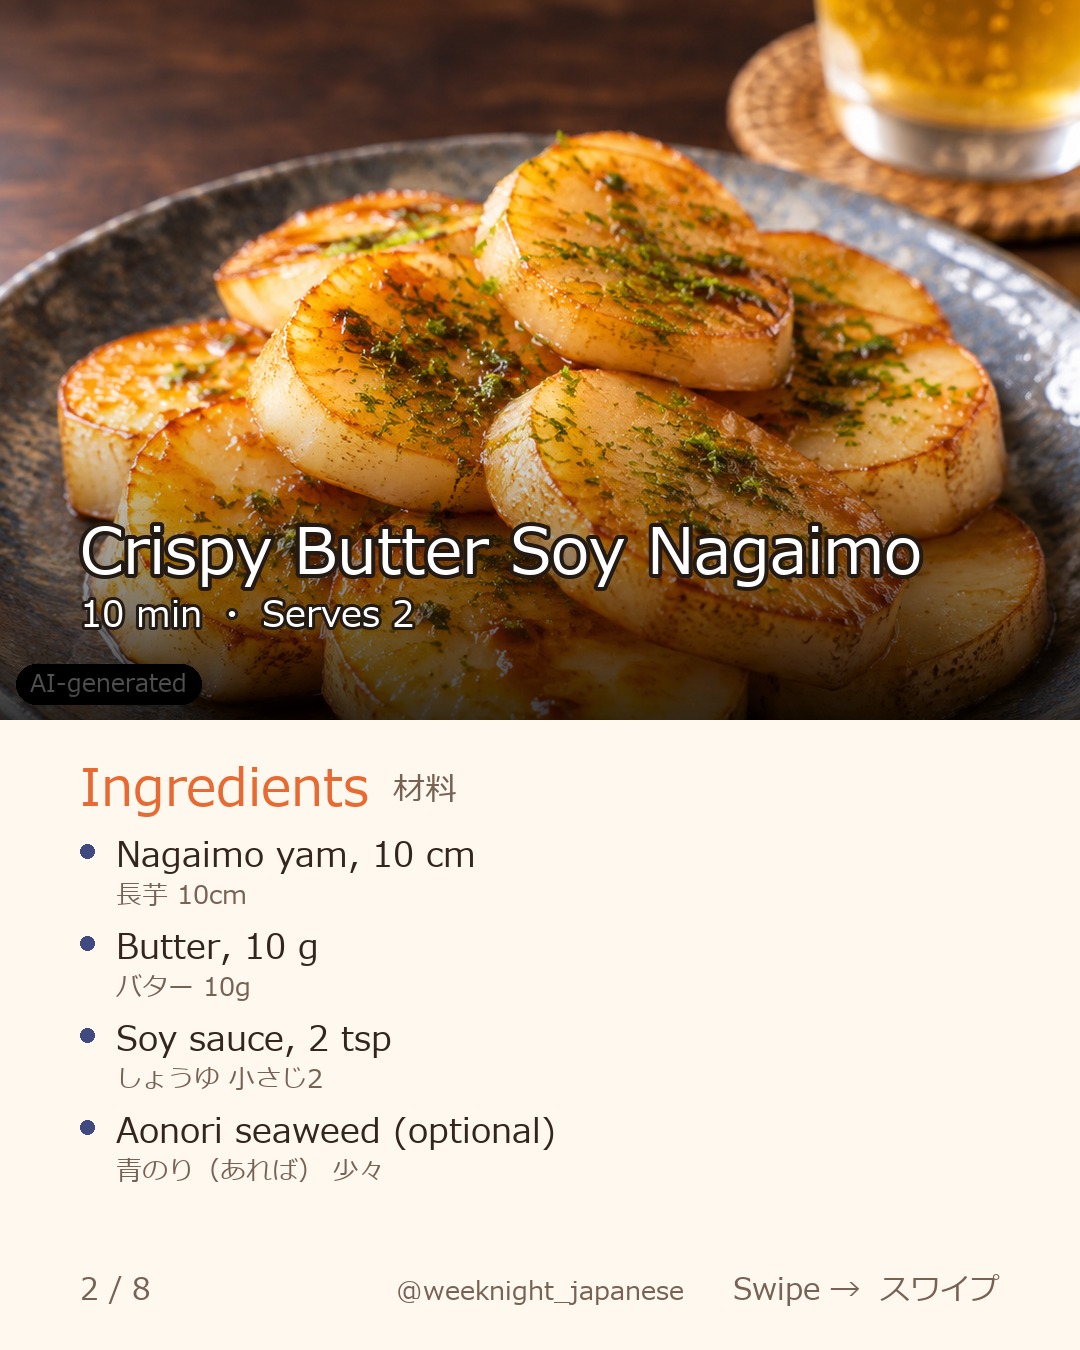 Crispy Butter Soy Nagaimo
10 min · Serves 2
AI-generated
Ingredients 材料
Nagaimo yam, 10 cm
長芋 10cm
Butter, 10 g
バター 10g
Soy sauce, 2 tsp
しょうゆ 小さじ2
Aonori seaweed (optional)
青のり（あれば） 少々
2 / 8 @weeknight_japanese Swipe → スワイプ